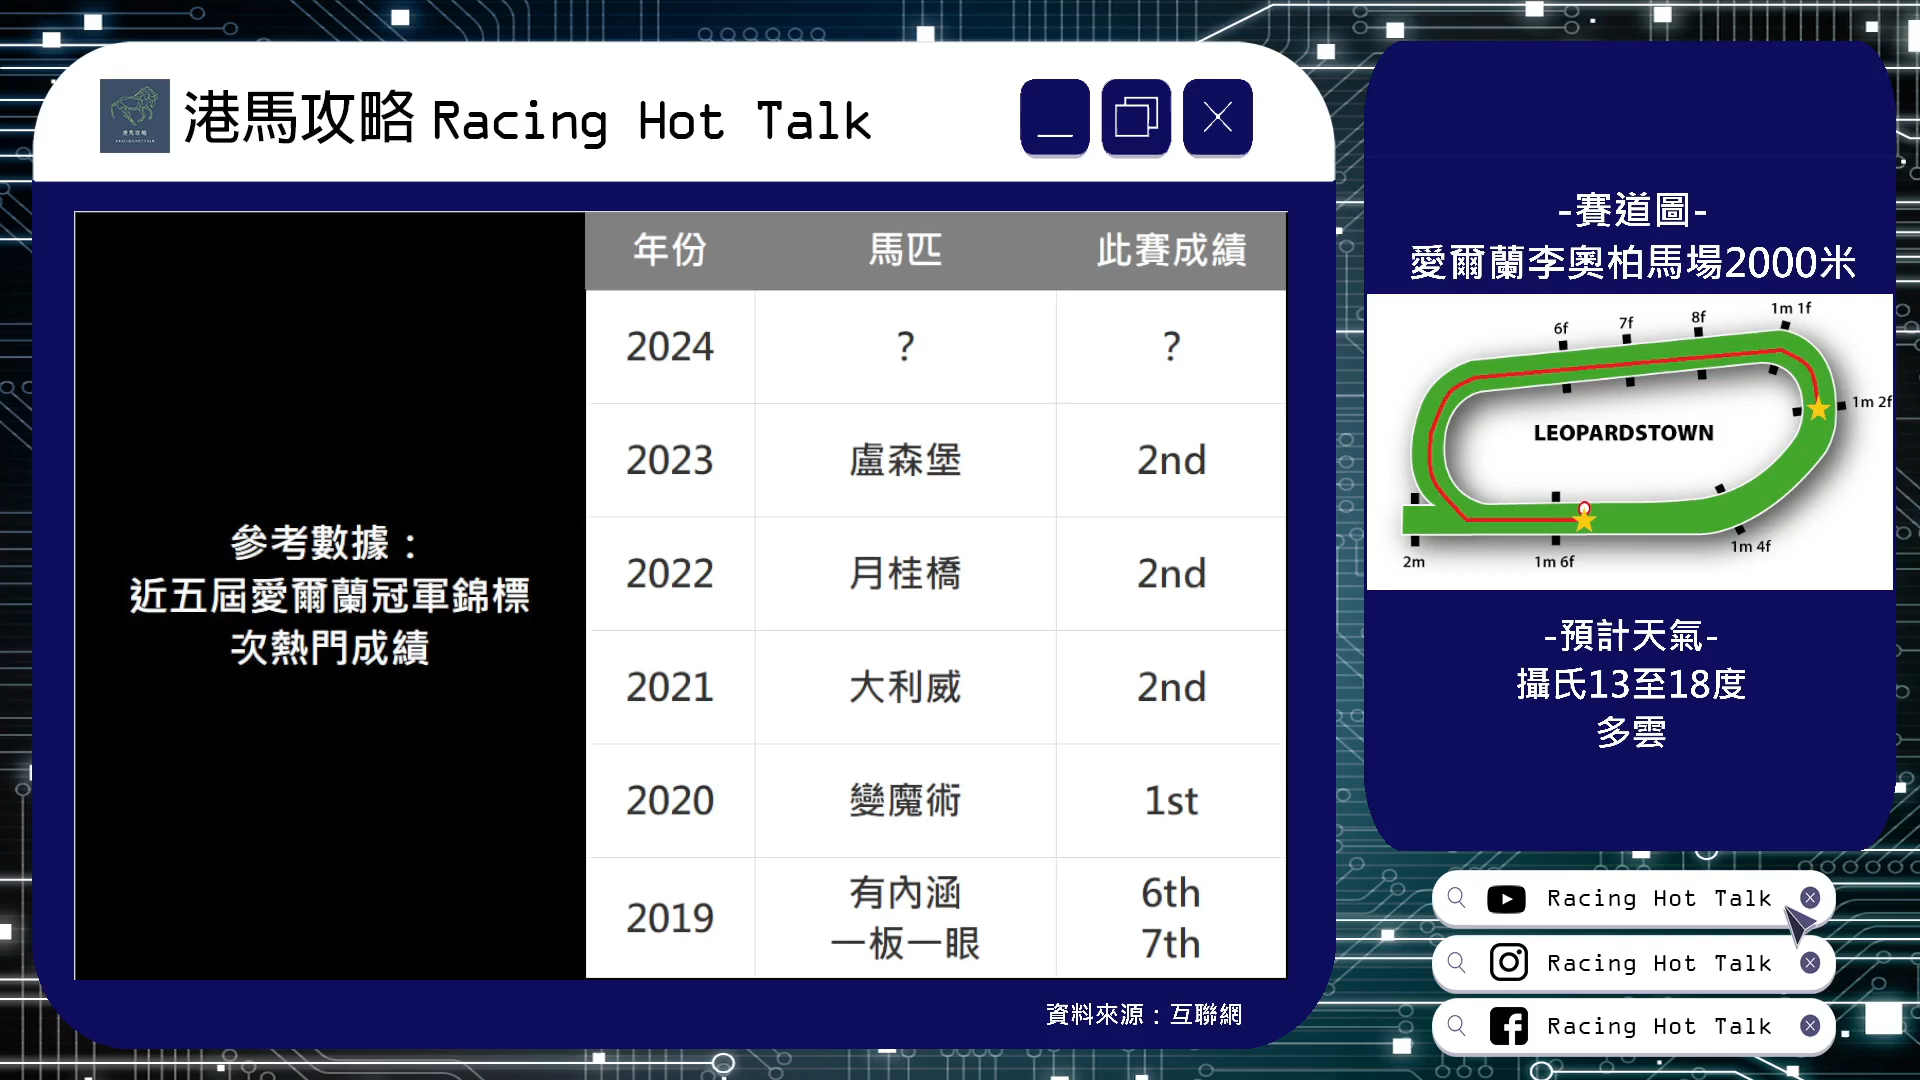 港馬攻略 Racing Hot Talk
參考數據：
近五屆愛爾蘭冠軍錦標
次熱門成績
年份 馬匹 此賽成績
2024 ? ?
2023 盧森堡 2nd
2022 月桂橋 2nd
2021 大利威 2nd
2020 變魔術 1st
2019 有內涵 6th
一板一眼 7th
資料來源：互聯網
-賽道圖-
愛爾蘭李奧柏馬場2000米
6f 7f 8f 1m 1f
1m 2f
LEOPARDSTOWN
2m 1m 6f 1m 4f
-預計天氣-
攝氏13至18度
多雲
Racing Hot Talk
Racing Hot Talk
Racing Hot Talk